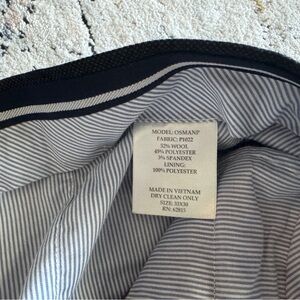 MODEL: OSMANP
FABRIC: P1022
52% WOOL
45% POLYESTER
3% SPANDEX
LINING:
100% POLYESTER
MADE IN VIETNAM
DRY CLEAN ONLY
SIZE: 33X30
RN: 62815